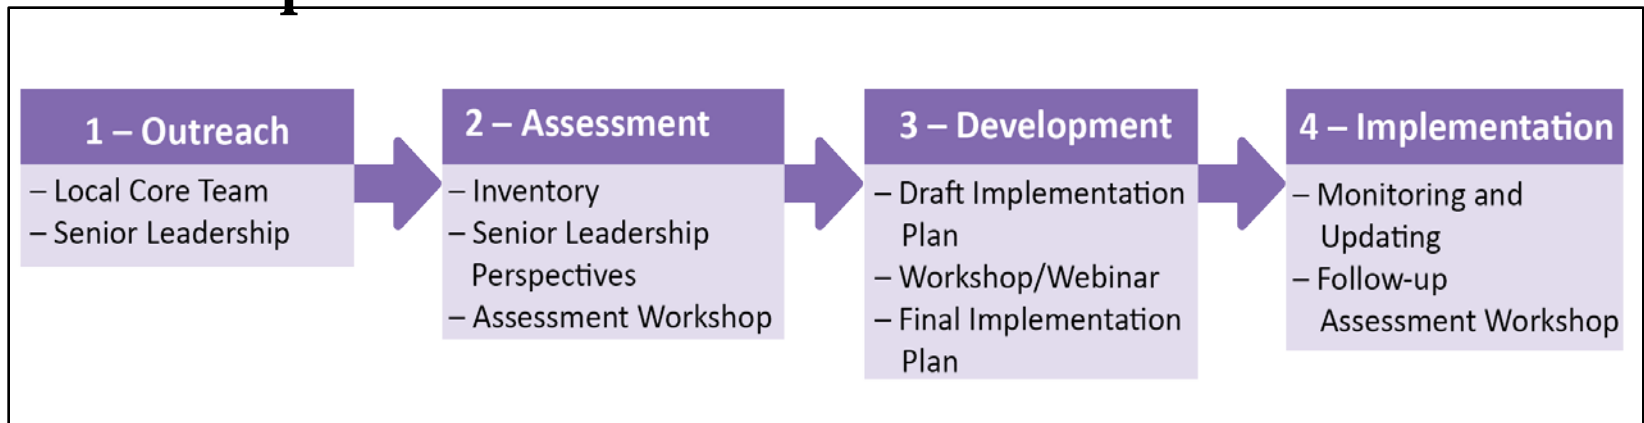 1 – Outreach
– Local Core Team
– Senior Leadership
2 – Assessment
– Inventory
– Senior Leadership
Perspectives
– Assessment Workshop
3 – Development
– Draft Implementation
Plan
– Workshop/Webinar
– Final Implementation
Plan
4 – Implementation
– Monitoring and
Updating
– Follow-up
Assessment Workshop